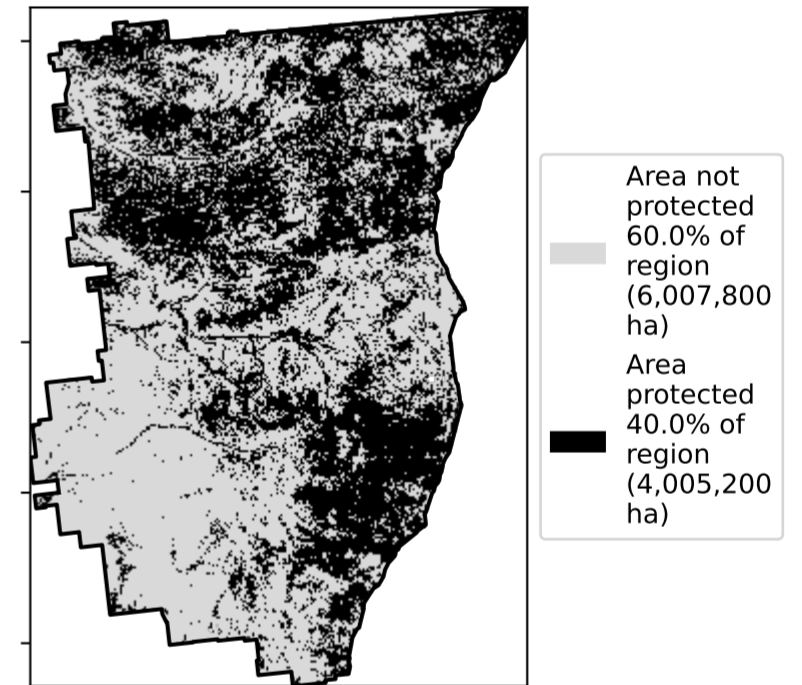 Area not
protected
60.0% of
region
(6,007,800
ha)
Area
protected
40.0% of
region
(4,005,200
ha)